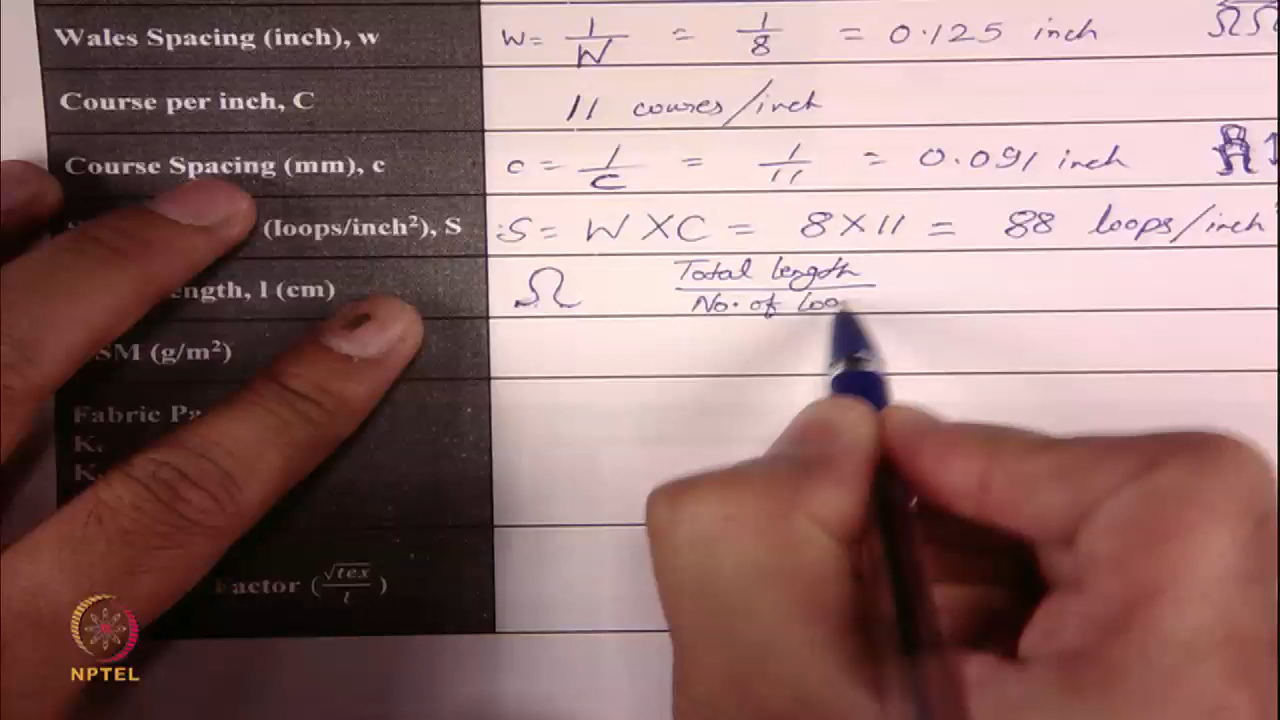 Wales Spacing (inch), w
w = 1/W = 1/8 = 0.125 inch
Course per inch, C
11 courses/inch
Course Spacing (mm), c
c = 1/C = 1/11 = 0.091 inch
(loops/inch²), S
S = W X C = 8 X 11 = 88 loops/inch
ength, l (cm)
Total length
No. of Loo
SM (g/m²)
Fabric Pa
K
K
actor (√tex/l)
NPTEL